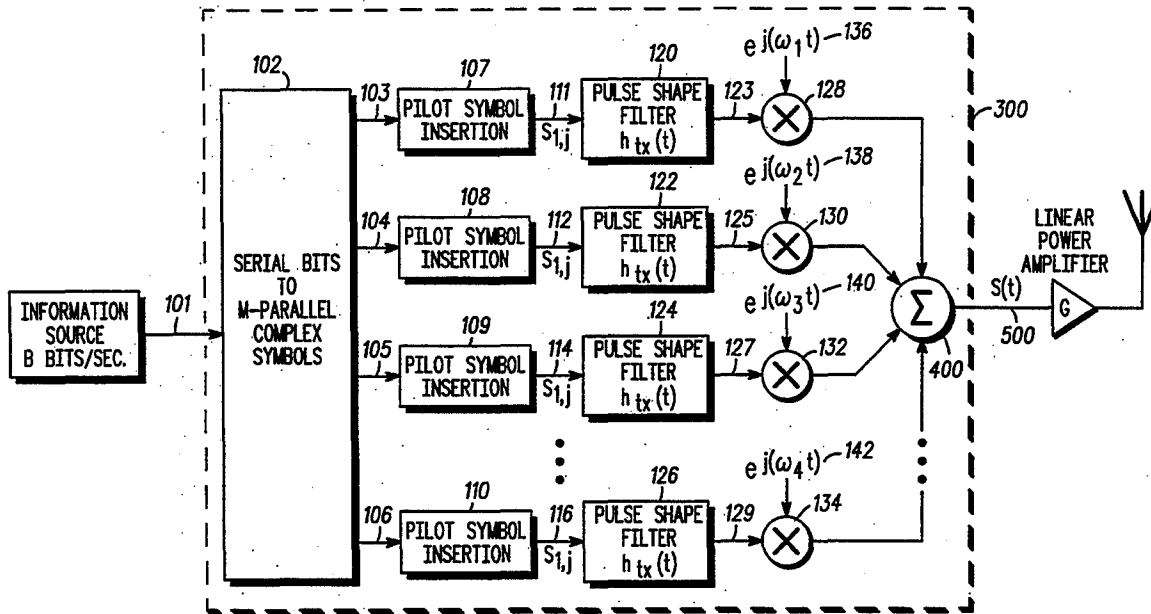 102
103
107
PILOT SYMBOL
INSERTION
111
S1,j
120
PULSE SHAPE
FILTER
htx(t)
123
e j(ω1t)
136
128
300
104
108
PILOT SYMBOL
INSERTION
112
S1,j
122
PULSE SHAPE
FILTER
htx(t)
125
e j(ω2t)
138
130
SERIAL BITS
TO
M-PARALLEL
COMPLEX
SYMBOLS
INFORMATION
SOURCE
B BITS/SEC.
101
105
109
PILOT SYMBOL
INSERTION
114
S1,j
124
PULSE SHAPE
FILTER
htx(t)
127
e j(ω3t)
140
132
Σ
400
S(t)
500
LINEAR
POWER
AMPLIFIER
G
106
110
PILOT SYMBOL
INSERTION
116
S1,j
126
PULSE SHAPE
FILTER
htx(t)
129
e j(ω4t)
142
134